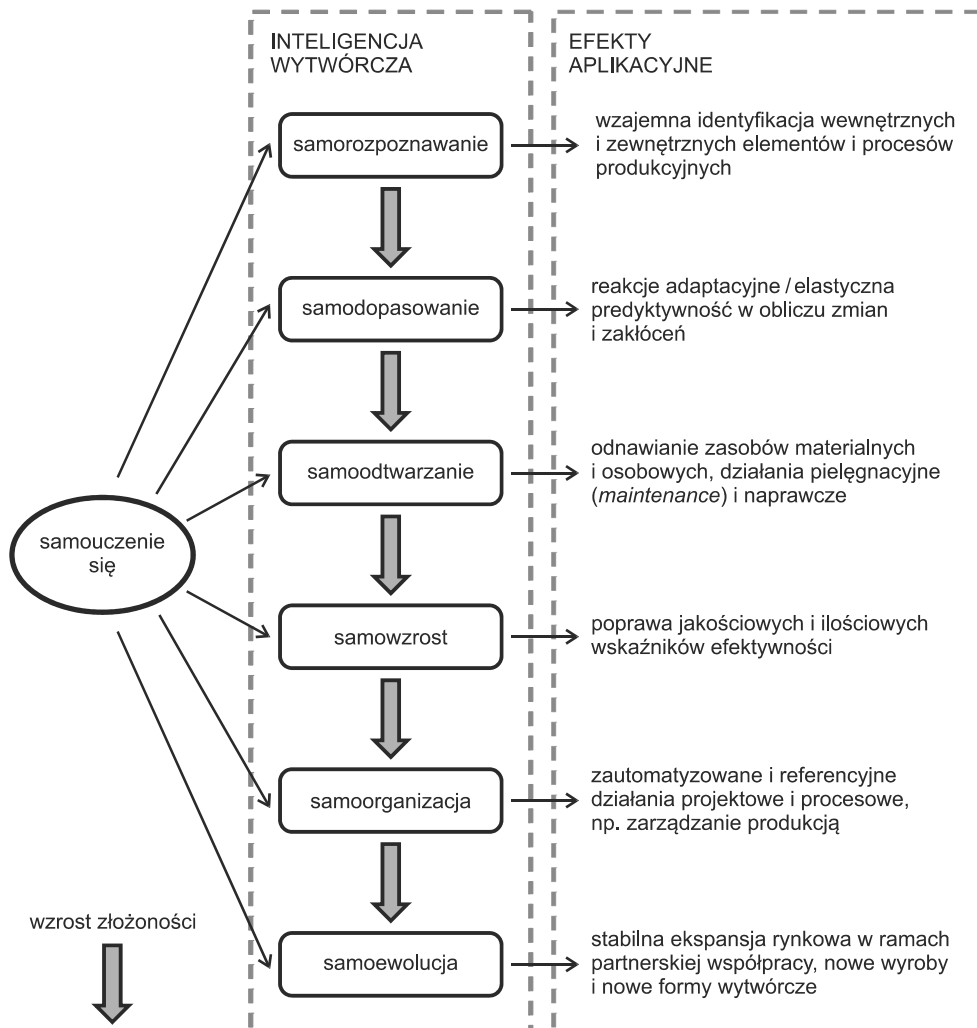 INTELIGENCJA
WYTWÓRCZA
EFEKTY
APLIKACYJNE
samorozpoznawanie
wzajemna identyfikacja wewnętrznych
i zewnętrznych elementów i procesów
produkcyjnych
samodopasowanie
reakcje adaptacyjne / elastyczna
predyktywność w obliczu zmian
i zakłóceń
samoodtwarzanie
odnawianie zasobów materialnych
i osobowych, działania pielęgnacyjne
(maintenance) i naprawcze
samouczenie
się
samowzrost
poprawa jakościowych i ilościowych
wskaźników efektywności
samoorganizacja
zautomatyzowane i referencyjne
działania projektowe i procesowe,
np. zarządzanie produkcją
wzrost złożoności
samoewolucja
stabilna ekspansja rynkowa w ramach
partnerskiej współpracy, nowe wyroby
i nowe formy wytwórcze